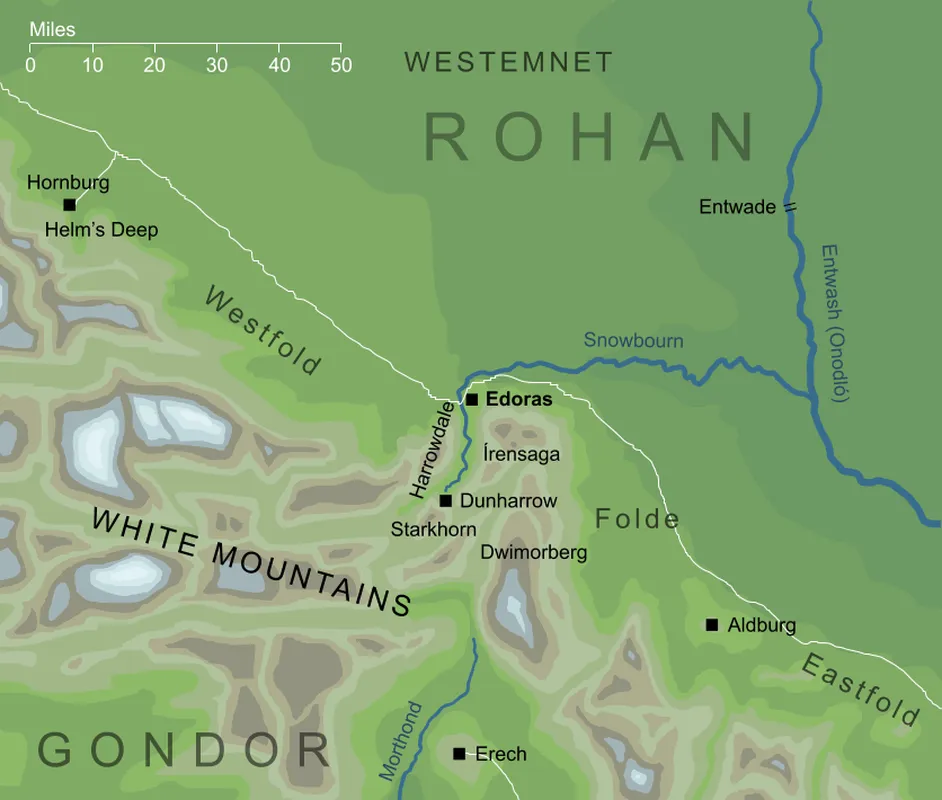 Miles
0 10 20 30 40 50
WESTEMNET
ROHAN
Hornburg
Helm's Deep
Entwade
Entwash (Onodló)
Westfold
Snowbourn
Edoras
Harrowdale
Írensaga
Dunharrow
Starkhorn
Folde
Dwimorberg
WHITE MOUNTAINS
Aldburg
Eastfold
GONDOR
Morthond
Erech